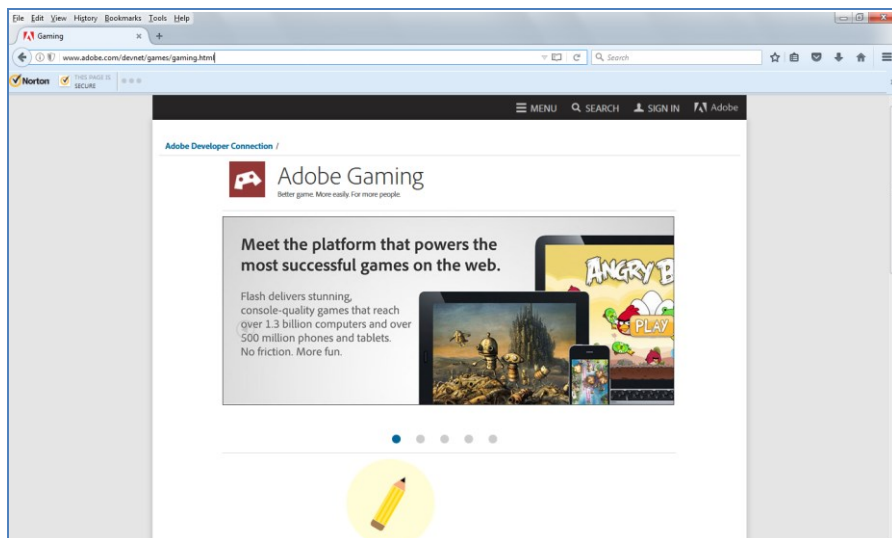 File Edit View History Bookmarks Tools Help
Gaming
www.adobe.com/devnet/games/gaming.html
Search
Norton THIS PAGE IS
SECURE
MENU SEARCH SIGN IN Adobe
Adobe Developer Connection /
Adobe Gaming
Better game. More easily. For more people.
Meet the platform that powers the
most successful games on the web.
Flash delivers stunning,
console-quality games that reach
over 1.3 billion computers and over
500 million phones and tablets.
No friction. More fun.
ANGRY B
PLAY